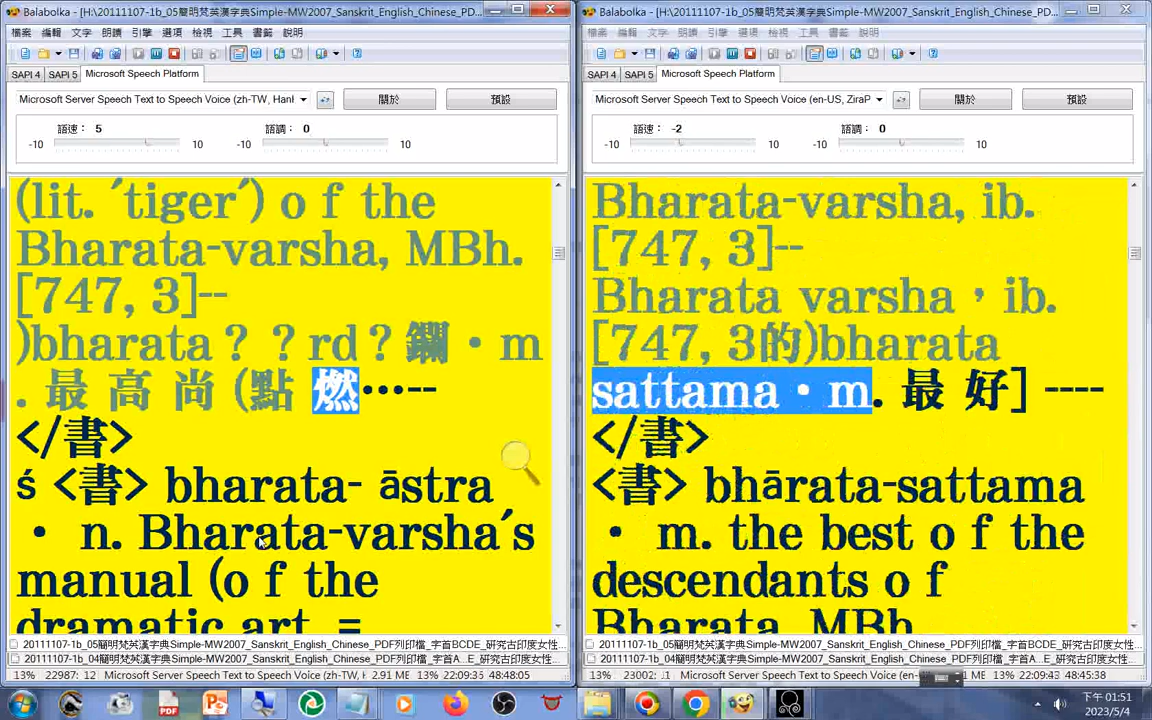 Balabolka - [H:\20111107-1b_05簡明梵英漢字典Simple-MW2007_Sanskrit_English_Chinese_PD...
檔案 編輯 文字 朗讀 引擎 選項 檢視 工具 書籤 說明
SAPI 4 SAPI 5 Microsoft Speech Platform
Microsoft Server Speech Text to Speech Voice (zh-TW, Hanl
關於 預設
語速: 5 語調: 0
-10 10 -10 10
(lit. 'tiger') o f the
Bharata-varsha, MBh.
[747, 3]--
)bharata? ?rd?鑭・m
. 最 高 尚 (點 燃…--
</書>
ś <書> bharata- āstra
・ n. Bharata-varsha's
manual (o f the
dramatic art, =
20111107-1b_05簡明梵英漢字典Simple-MW2007_Sanskrit_English_Chinese_PDF列印檔_字首BCDE_研究古印度女性...
20111107-1b_04簡明梵英漢字典Simple-MW2007_Sanskrit_English_Chinese_PDF列印檔_字首A...E_研究古印度女性...
13% 22987: 12 Microsoft Server Speech Text to Speech Voice (zh-TW, H 2.91 ME 13% 22:09:35 48:48:05
Balabolka - [H:\20111107-1b_05簡明梵英漢字典Simple-MW2007_Sanskrit_English_Chinese_PD...
檔案 編輯 文字 朗讀 引擎 選項 檢視 工具 書籤 說明
SAPI 4 SAPI 5 Microsoft Speech Platform
Microsoft Server Speech Text to Speech Voice (en-US, ZiraP
關於 預設
語速: -2 語調: 0
-10 10 -10 10
Bharata-varsha, ib.
[747, 3]--
Bharata varsha，ib.
[747, 3的)bharata
sattama・m. 最 好] ----
</書>
<書> bhārata-sattama
・ m. the best o f the
descendants o f
Bharata, MBh
20111107-1b_05簡明梵英漢字典Simple-MW2007_Sanskrit_English_Chinese_PDF列印檔_字首BCDE_研究古印度女性...
20111107-1b_04簡明梵英漢字典Simple-MW2007_Sanskrit_English_Chinese_PDF列印檔_字首A...E_研究古印度女性...
13% 23002: 1 Microsoft Server Speech Text to Speech Voice (en-US, Z 2.91 ME 13% 22:09:43 48:45:38
下午 01:51
2023/5/4